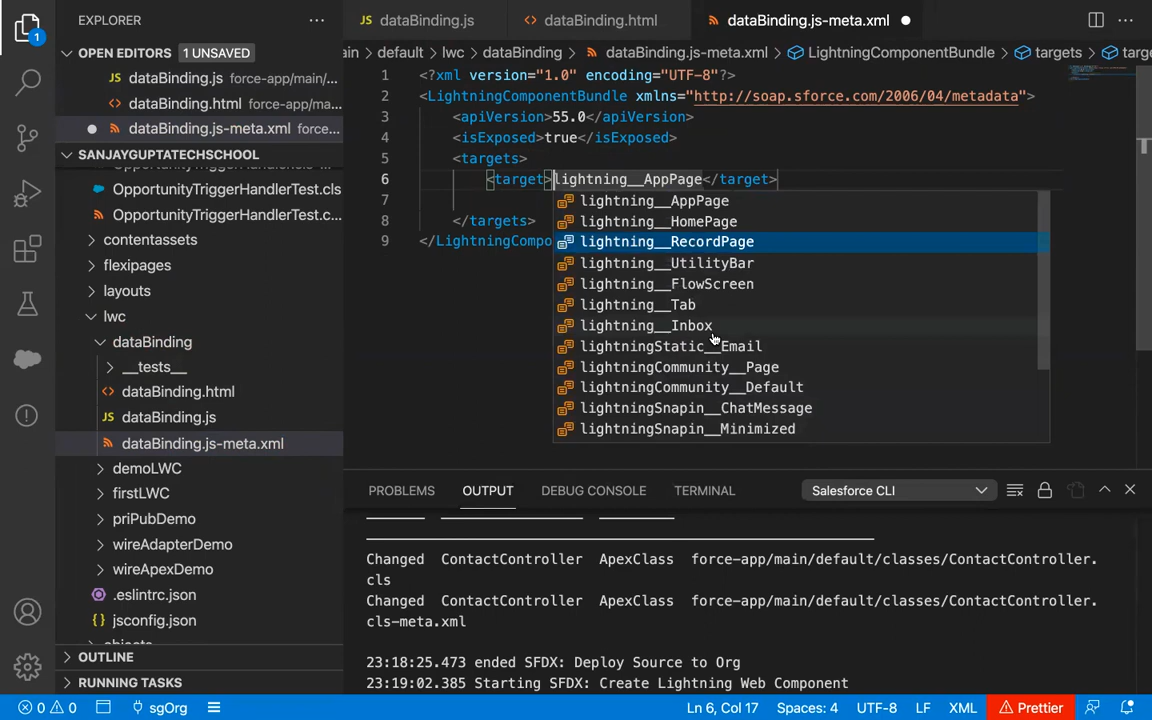 EXPLORER
OPEN EDITORS 1 UNSAVED
JS dataBinding.js force-app/main/...
<> dataBinding.html force-app/ma...
dataBinding.js-meta.xml force...
SANJAYGUPTATECHSCHOOL
OpportunityTriggerHandlerTest.cls
OpportunityTriggerHandlerTest.c...
contentassets
flexipages
layouts
lwc
dataBinding
__tests__
<> dataBinding.html
JS dataBinding.js
dataBinding.js-meta.xml
demoLWC
firstLWC
priPubDemo
wireAdapterDemo
wireApexDemo
.eslintrc.json
{} jsconfig.json
OUTLINE
RUNNING TASKS
1
JS dataBinding.js <> dataBinding.html dataBinding.js-meta.xml
ain > default > lwc > dataBinding > dataBinding.js-meta.xml > LightningComponentBundle > targets > targe
1 <?xml version="1.0" encoding="UTF-8"?>
2 <LightningComponentBundle xmlns="http://soap.sforce.com/2006/04/metadata">
3 <apiVersion>55.0</apiVersion>
4 <isExposed>true</isExposed>
5 <targets>
6 <target>lightning__AppPage</target>
7
8 </targets>
9 </LightningCompo
lightning__AppPage
lightning__HomePage
lightning__RecordPage
lightning__UtilityBar
lightning__FlowScreen
lightning__Tab
lightning__Inbox
lightningStatic__Email
lightningCommunity__Page
lightningCommunity__Default
lightningSnapin__ChatMessage
lightningSnapin__Minimized
PROBLEMS OUTPUT DEBUG CONSOLE TERMINAL Salesforce CLI
Changed ContactController ApexClass force-app/main/default/classes/ContactController.
cls
Changed ContactController ApexClass force-app/main/default/classes/ContactController.
cls-meta.xml
23:18:25.473 ended SFDX: Deploy Source to Org
23:19:02.385 Starting SFDX: Create Lightning Web Component
0 0 sgOrg Ln 6, Col 17 Spaces: 4 UTF-8 LF XML Prettier